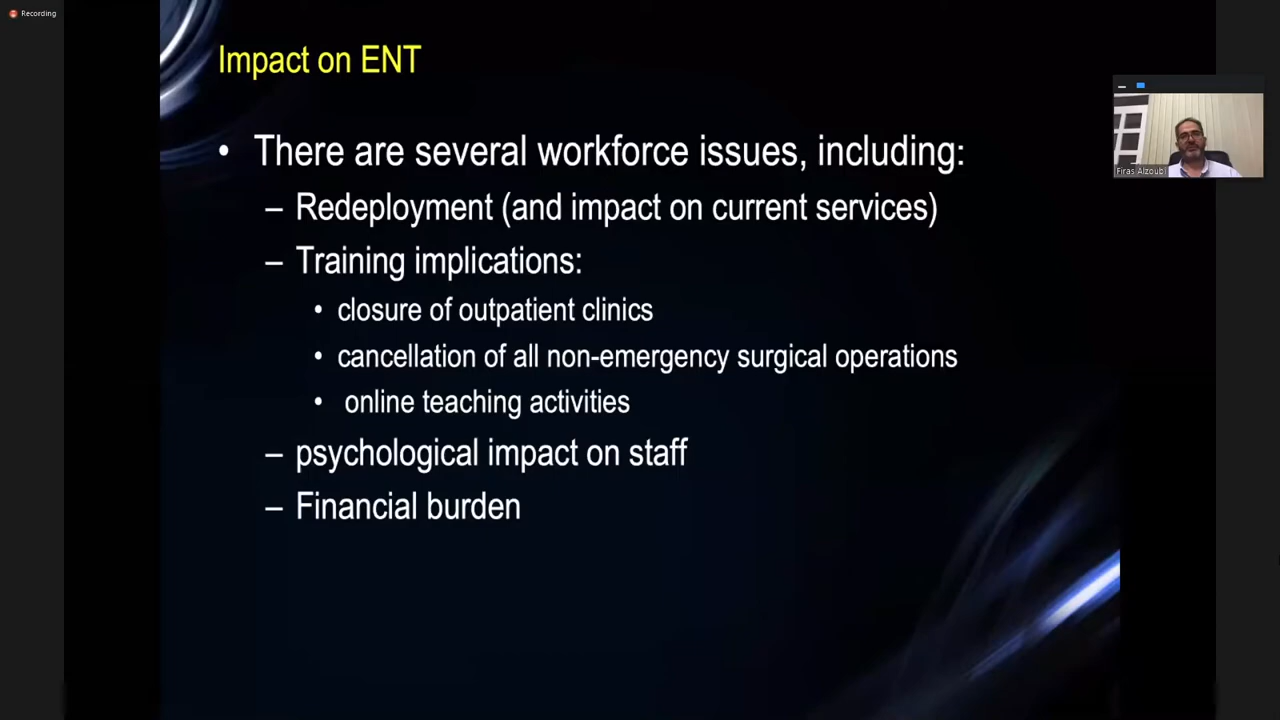 Recording
Impact on ENT
• There are several workforce issues, including:
– Redeployment (and impact on current services)
– Training implications:
• closure of outpatient clinics
• cancellation of all non-emergency surgical operations
• online teaching activities
– psychological impact on staff
– Financial burden
Firas Alzoubi